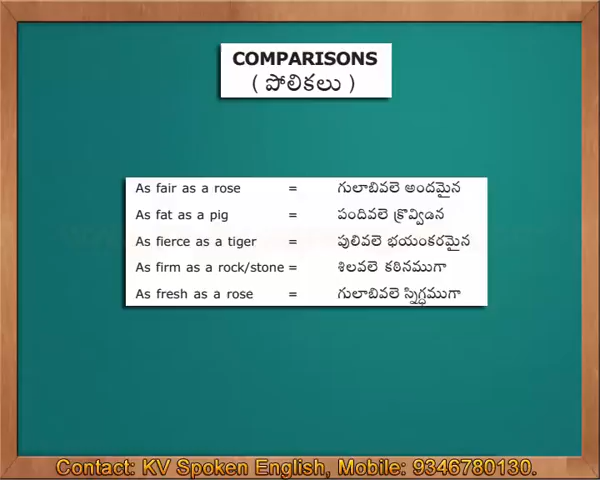 COMPARISONS
( పోలికలు )
As fair as a rose = గులాబివలె అందమైన
As fat as a pig = పందివలె క్రొవ్విడిన
As fierce as a tiger = పులివలె భయంకరమైన
As firm as a rock/stone = శిలవలె కఠినముగా
As fresh as a rose = గులాబివలె స్నిగ్ధముగా
Contact: KV Spoken English, Mobile: 9346780130.